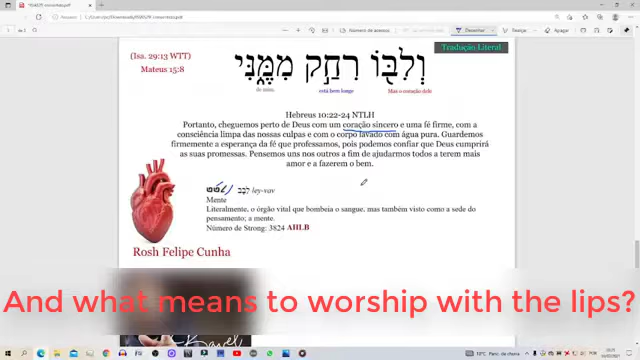 (Isa. 29:13 WTT)
Mateus 15:8
וְלִבּ֖וֹ רִחַ֣ק מִמֶּ֑נִּי
Tradução Literal
de mim.
está bem longe
Mas o coração dele
Hebreus 10:22-24 NTLH
Portanto, cheguemos perto de Deus com um coração sincero e uma fé firme, com a
consciência limpa das nossas culpas e com o corpo lavado com água pura. Guardemos
firmemente a esperança da fé que professamos, pois podemos confiar que Deus cumprirá
as suas promessas. Pensemos uns nos outros a fim de ajudarmos todos a terem mais
amor e a fazerem o bem.
לבב ley-vav
Mente
Literalmente, o órgão vital que bombeia o sangue, mas também visto como a sede do
pensamento; a mente.
Número de Strong: 3824 AHLB
Rosh Felipe Cunha
And what means to worship with the lips?